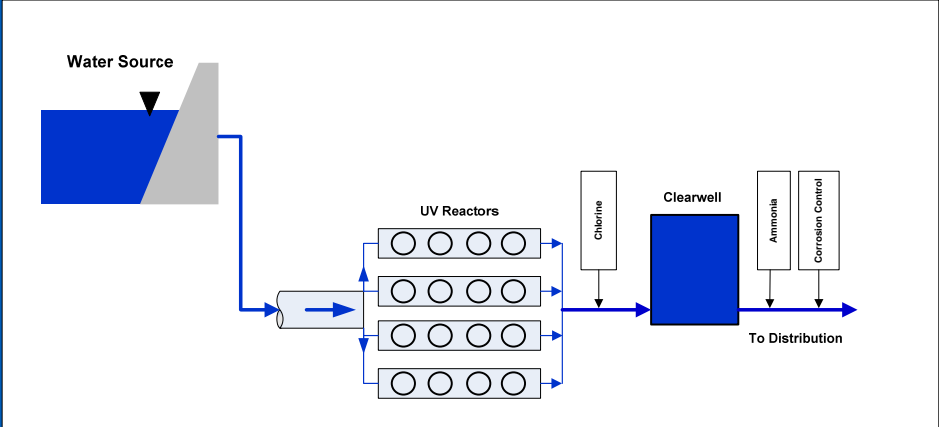 Water Source
UV Reactors
Chlorine
Clearwell
Ammonia
Corrosion Control
To Distribution